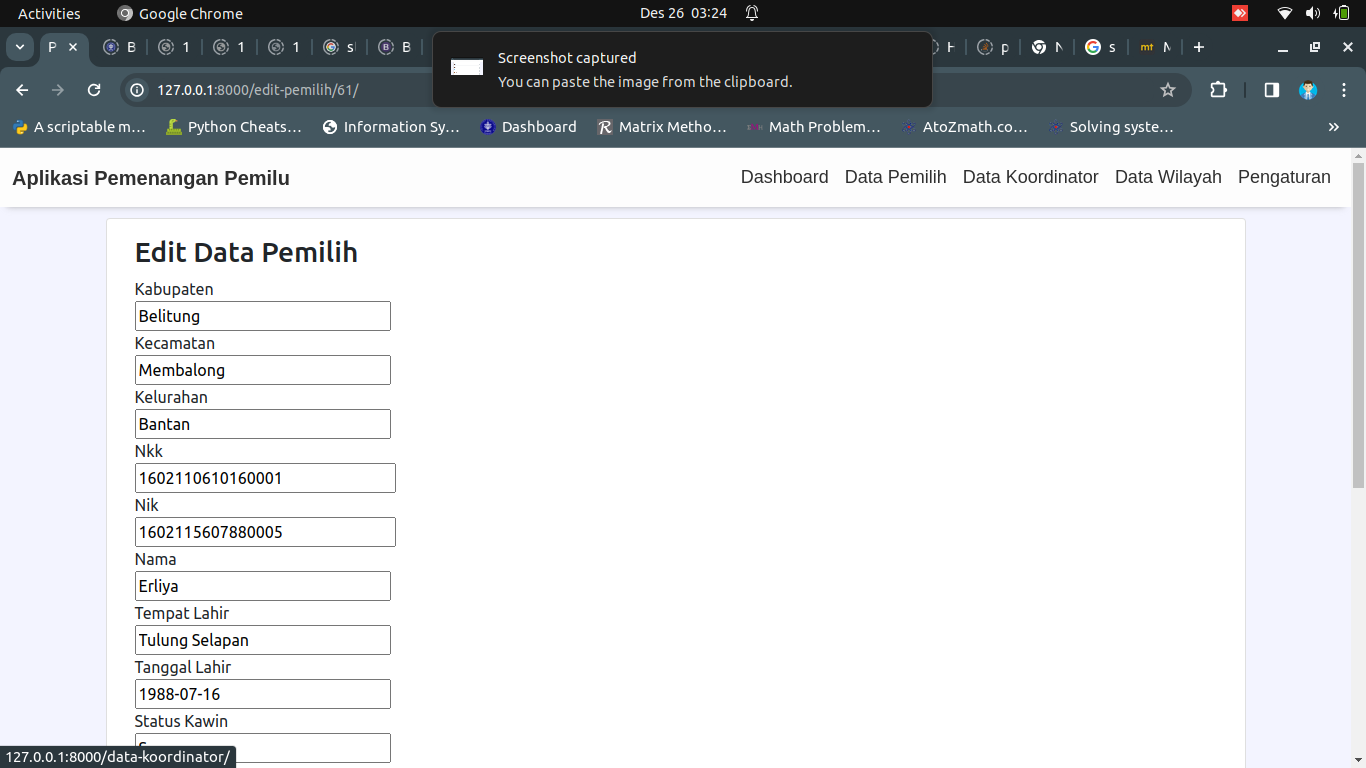 Activities Google Chrome Des 26 03:24
P B 1 1 1 s B H p N s mt M
Screenshot captured
You can paste the image from the clipboard.
127.0.0.1:8000/edit-pemilih/61/
A scriptable m... Python Cheats... Information Sy... Dashboard Matrix Metho... Math Problem... AtoZmath.co... Solving syste... »
Aplikasi Pemenangan Pemilu Dashboard Data Pemilih Data Koordinator Data Wilayah Pengaturan
Edit Data Pemilih
Kabupaten
Belitung
Kecamatan
Membalong
Kelurahan
Bantan
Nkk
1602110610160001
Nik
1602115607880005
Nama
Erliya
Tempat Lahir
Tulung Selapan
Tanggal Lahir
1988-07-16
Status Kawin
127.0.0.1:8000/data-koordinator/